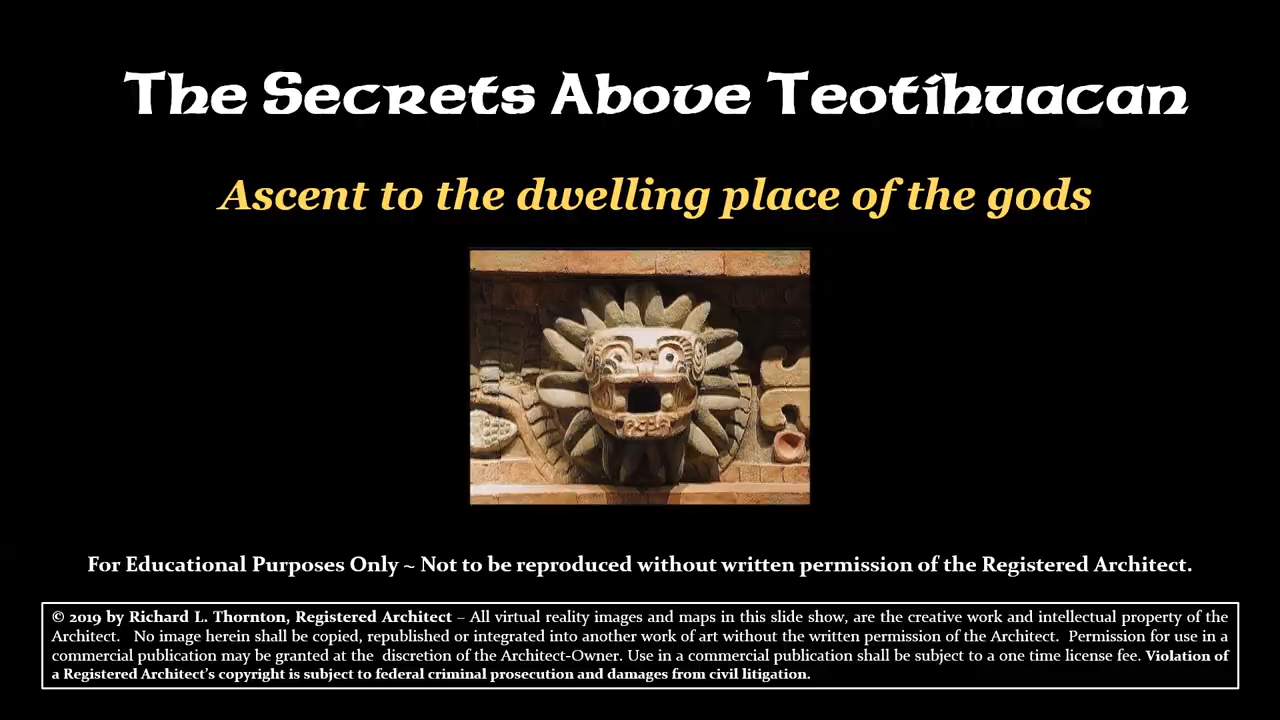 The Secrets Above Teotihuacan
Ascent to the dwelling place of the gods
For Educational Purposes Only ~ Not to be reproduced without written permission of the Registered Architect.
© 2019 by Richard L. Thornton, Registered Architect – All virtual reality images and maps in this slide show, are the creative work and intellectual property of the
Architect.   No image herein shall be copied, republished or integrated into another work of art without the written permission of the Architect.  Permission for use in a
commercial publication may be granted at the  discretion of the Architect-Owner. Use in a commercial publication shall be subject to a one time license fee. Violation of
a Registered Architect's copyright is subject to federal criminal prosecution and damages from civil litigation.